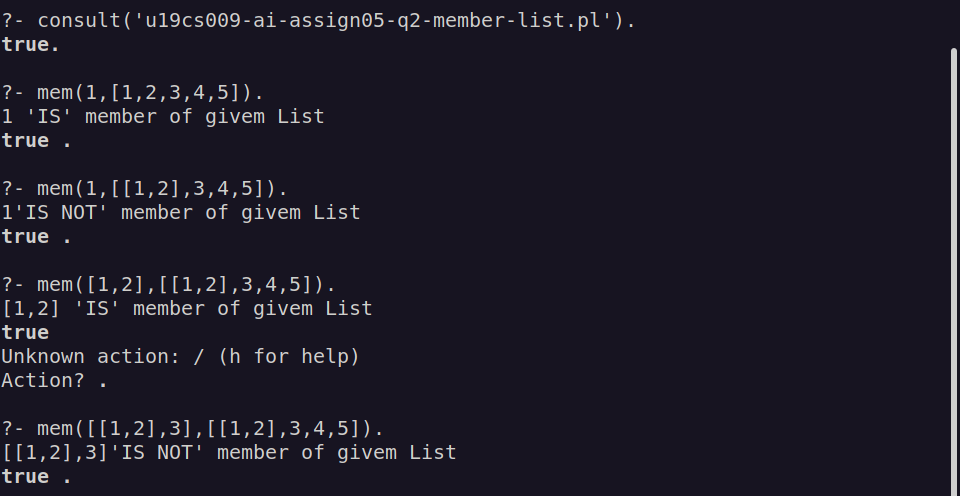 ?- consult('u19cs009-ai-assign05-q2-member-list.pl').
true.
?- mem(1,[1,2,3,4,5]).
1 'IS' member of givem List
true .
?- mem(1,[[1,2],3,4,5]).
1'IS NOT' member of givem List
true .
?- mem([1,2],[[1,2],3,4,5]).
[1,2] 'IS' member of givem List
true
Unknown action: / (h for help)
Action? .
?- mem([[1,2],3],[[1,2],3,4,5]).
[[1,2],3]'IS NOT' member of givem List
true .